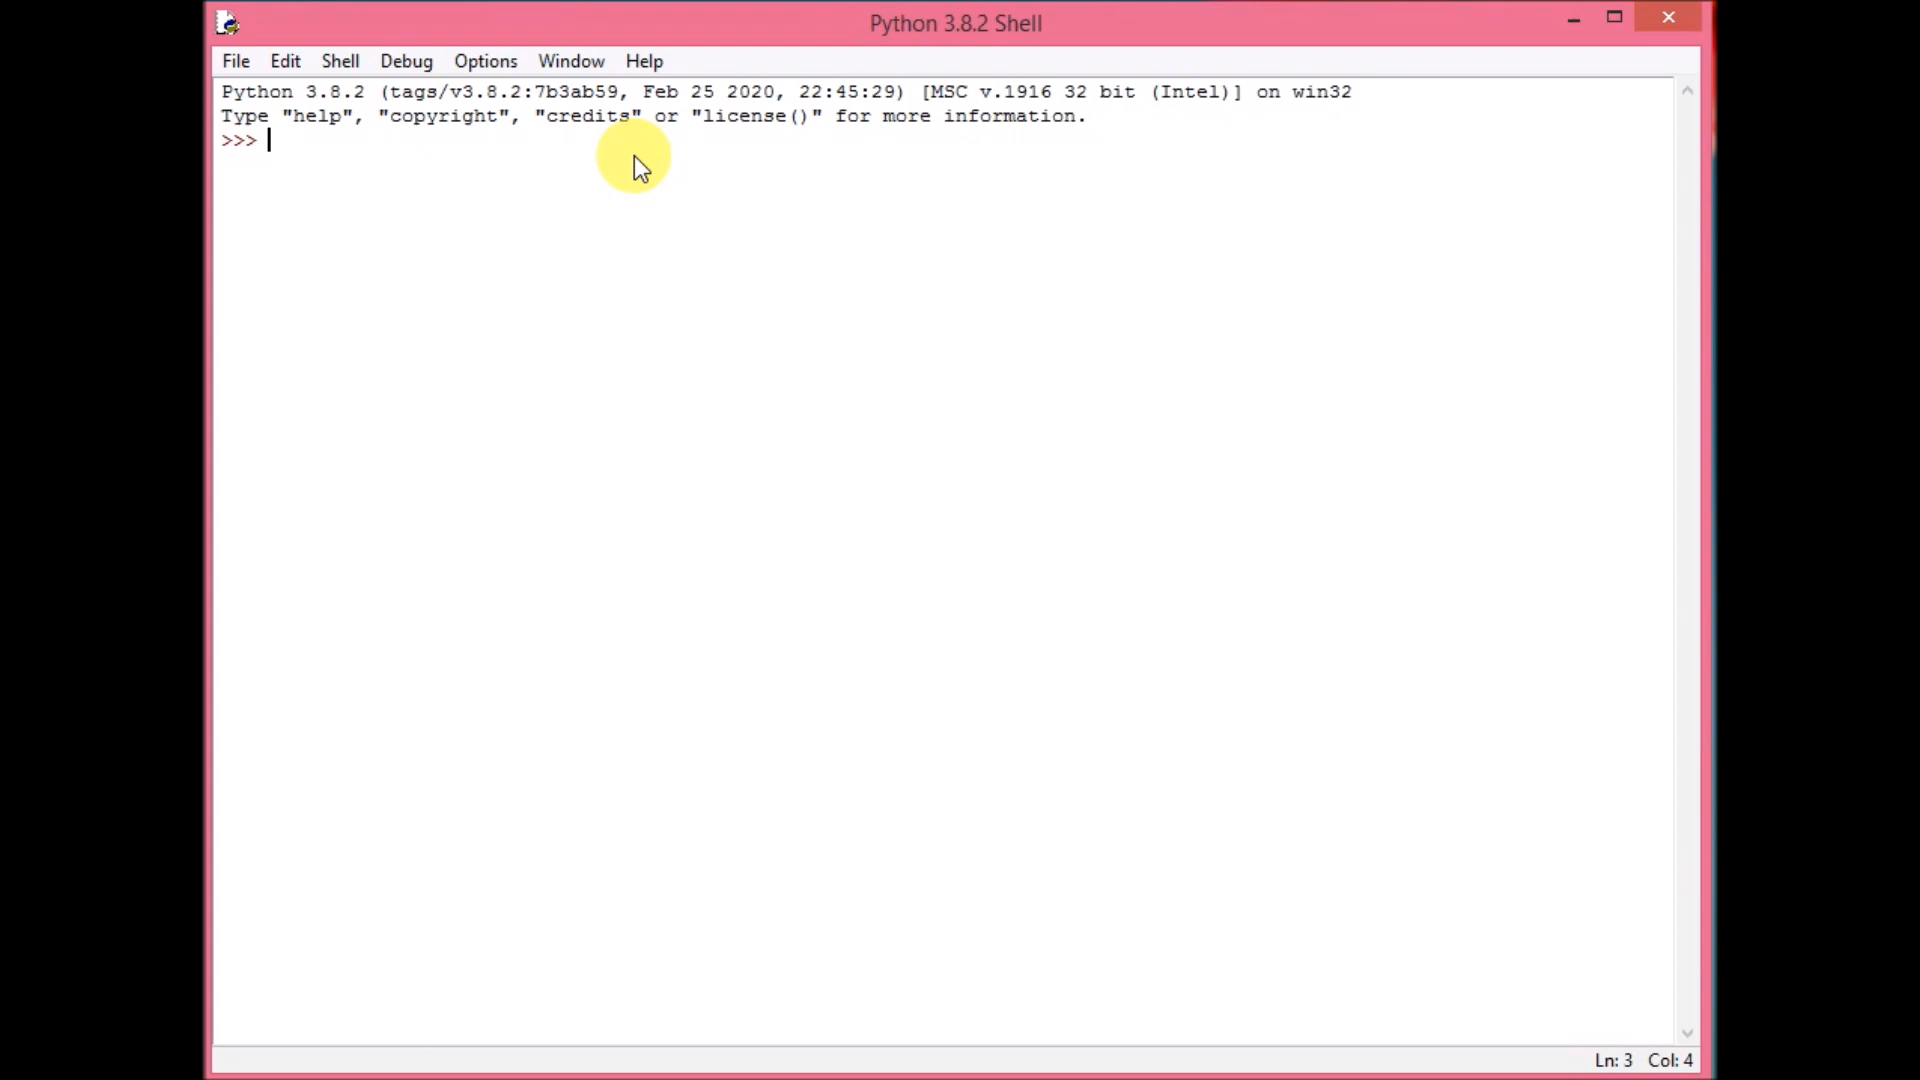 Python 3.8.2 Shell
File Edit Shell Debug Options Window Help
Python 3.8.2 (tags/v3.8.2:7b3ab59, Feb 25 2020, 22:45:29) [MSC v.1916 32 bit (Intel)] on win32
Type "help", "copyright", "credits" or "license()" for more information.
>>>
Ln: 3 Col: 4